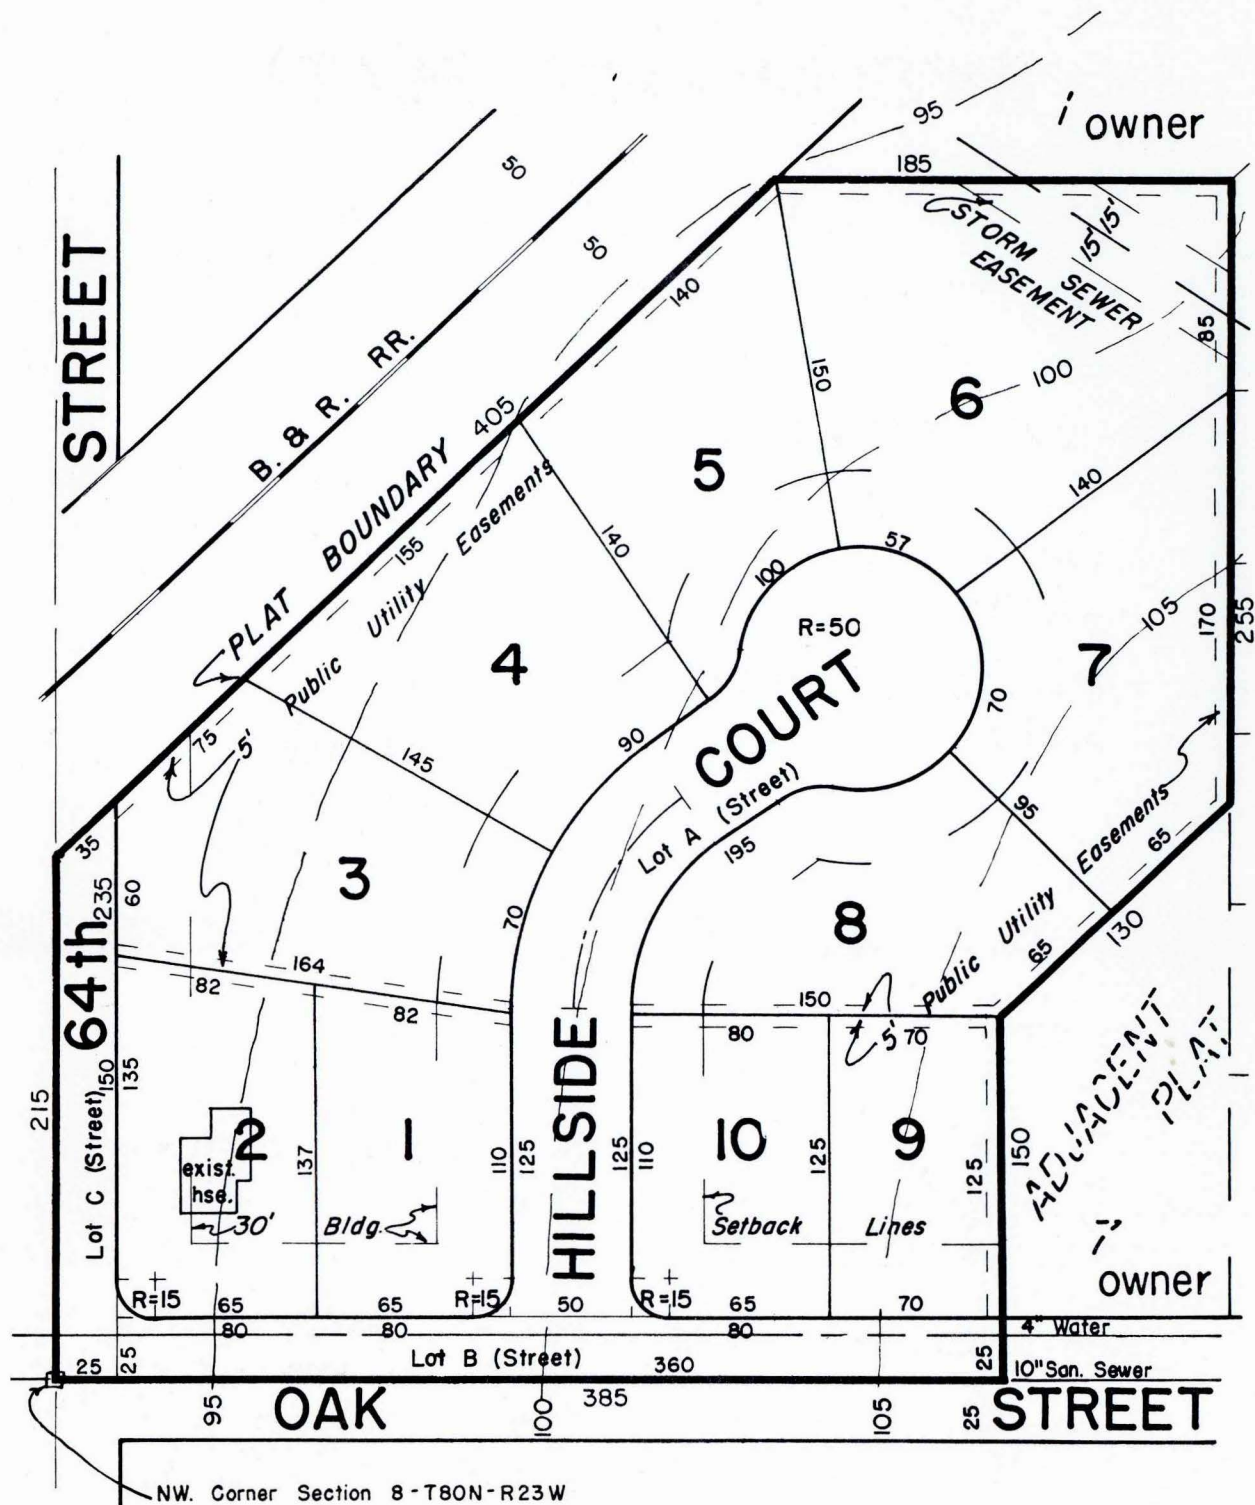 95
i owner
185
50
50
STREET
B. & R. RR.
STORM SEWER
EASEMENT
15' 15'
85
140
150
6
100
405
PLAT BOUNDARY
5
155
Public Utility Easements
140
140
57
100
R=50
105
170
255
4
7
75
5'
145
90
COURT
70
Lot A (Street)
195
95
Easements
65
35
3
70
60
235
8
Utility
130
65
Public
164
82
82
150
80
70
5'
64th
ADJACENT
PLAT
150
135
215
Lot C (Street)
2
1
HILLSIDE
10
9
exist.
hse.
137
110
125
125
110
125
125
150
30'
Bldg.
Setback Lines
owner
R=15
R=15
R=15
65
65
50
65
70
80
80
80
4" Water
Lot B (Street)
360
25
25
25
10" San. Sewer
385
OAK
STREET
95
100
105
25
NW. Corner Section 8-T80N-R23W